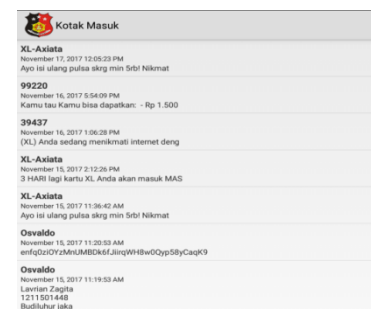 Kotak Masuk
XL-Axiata
November 17, 2017 12:05:23 PM
Ayo isi ulang pulsa skrg min 5rb! Nikmat
99220
November 16, 2017 5:54:09 PM
Kamu tau Kamu bisa dapatkan: - Rp 1.500
39437
November 16, 2017 1:06:28 PM
(XL) Anda sedang menikmati internet deng
XL-Axiata
November 15, 2017 2:12:26 PM
3 HARI lagi kartu XL Anda akan masuk MAS
XL-Axiata
November 15, 2017 11:36:42 AM
Ayo isi ulang pulsa skrg min 5rb! Nikmat
Osvaldo
November 15, 2017 11:20:53 AM
enfq0ziOYzMnUMBDk6fJiirqWH8w0Qyp58yCaqK9
Osvaldo
November 15, 2017 11:19:53 AM
Lavrian Zagita
1211501448
Budiluhur jaka